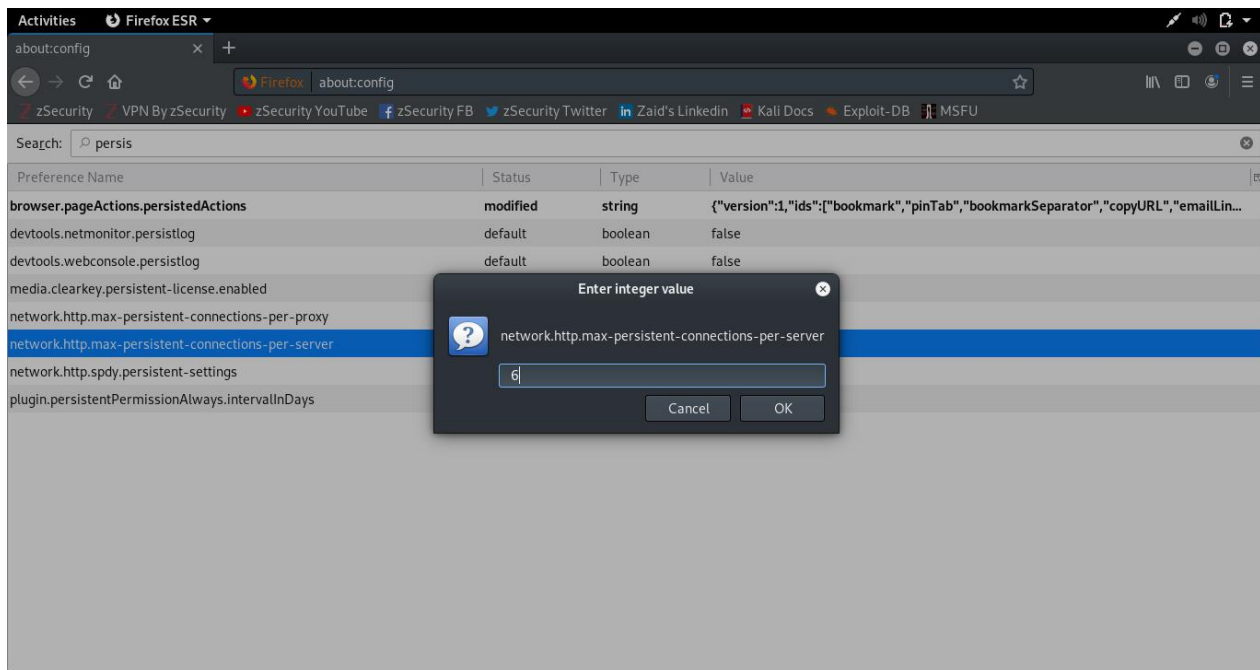 Activities Firefox ESR
about:config
Firefox about:config
zSecurity VPN By zSecurity zSecurity YouTube zSecurity FB zSecurity Twitter Zaid's Linkedin Kali Docs Exploit-DB MSFU
Search: persis
Preference Name Status Type Value
browser.pageActions.persistedActions modified string {"version":1,"ids":["bookmark","pinTab","bookmarkSeparator","copyURL","emailLin...
devtools.netmonitor.persistlog default boolean false
devtools.webconsole.persistlog default boolean false
media.clearkey.persistent-license.enabled
network.http.max-persistent-connections-per-proxy
network.http.max-persistent-connections-per-server
network.http.spdy.persistent-settings
plugin.persistentPermissionAlways.intervalInDays
Enter integer value
network.http.max-persistent-connections-per-server
6
Cancel OK